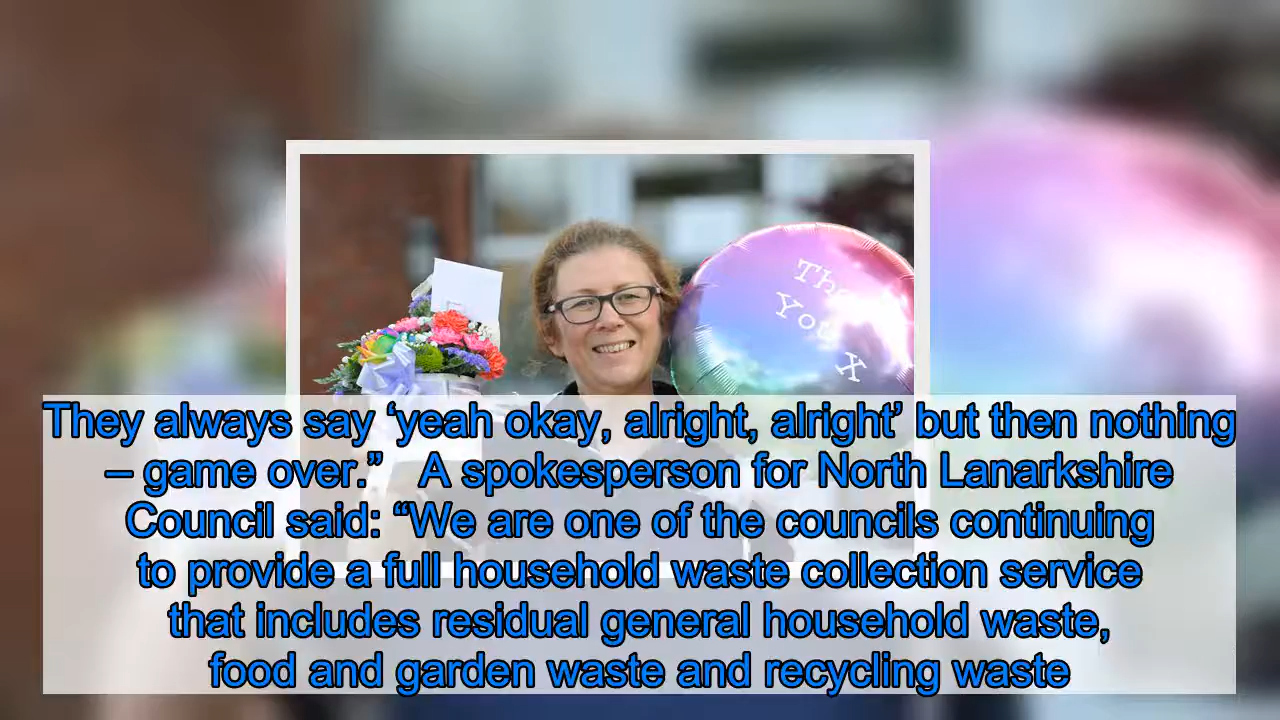 Thank
You
X
They always say ‘yeah okay, alright, alright’ but then nothing
– game over.”   A spokesperson for North Lanarkshire
Council said: “We are one of the councils continuing
to provide a full household waste collection service
that includes residual general household waste,
food and garden waste and recycling waste